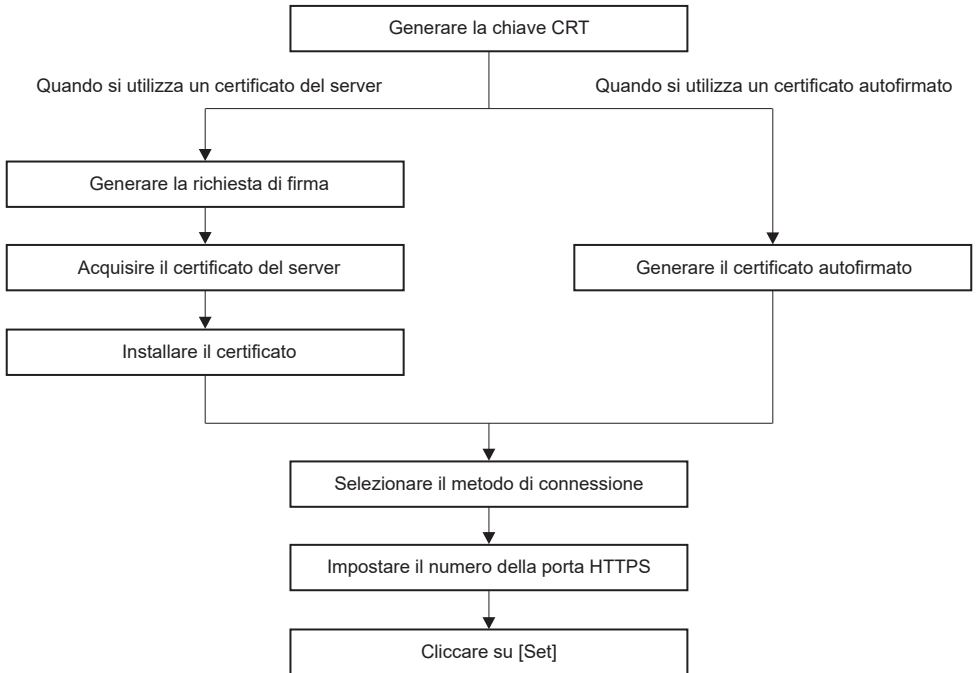 Generare la chiave CRT
Quando si utilizza un certificato del server
Quando si utilizza un certificato autofirmato
Generare la richiesta di firma
Acquisire il certificato del server
Generare il certificato autofirmato
Installare il certificato
Selezionare il metodo di connessione
Impostare il numero della porta HTTPS
Cliccare su [Set]